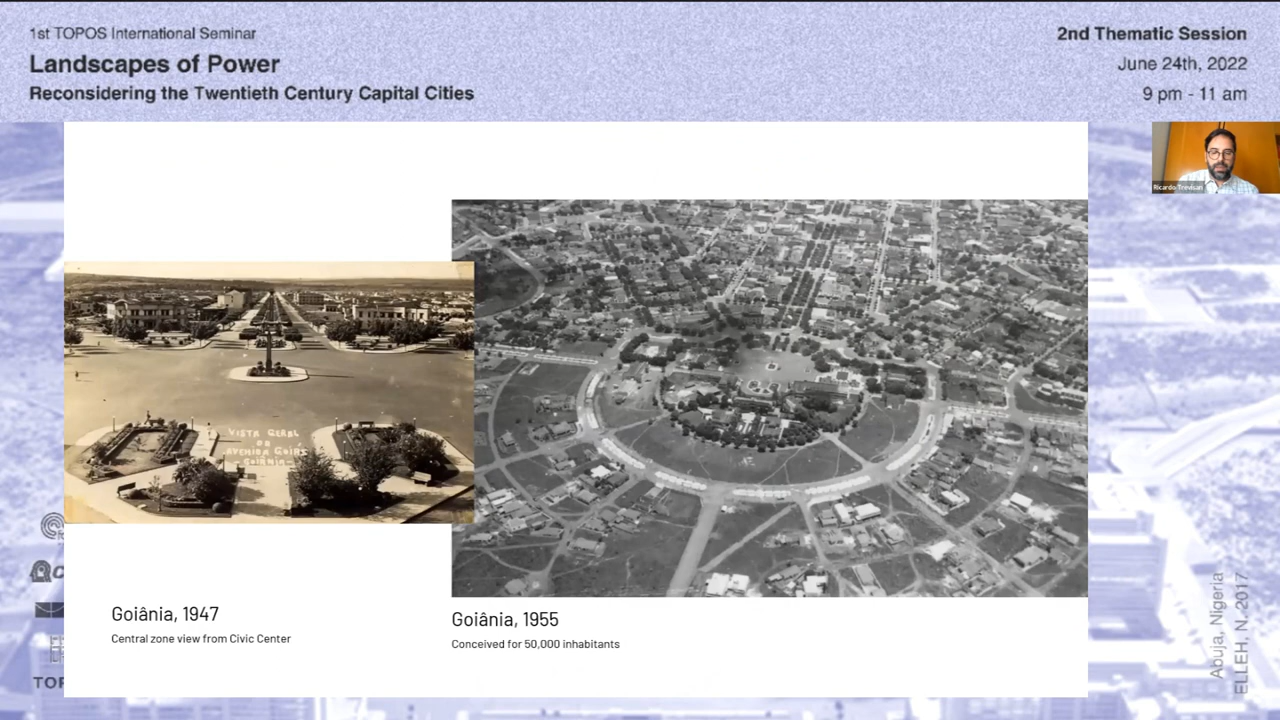 1st TOPOS International Seminar
Landscapes of Power
Reconsidering the Twentieth Century Capital Cities
2nd Thematic Session
June 24th, 2022
9 pm - 11 am
Ricardo Trevisan
VISTA GERAL
DA
AVENIDA GOIÁS
GOIÂNIA
Goiânia, 1947
Central zone view from Civic Center
Goiânia, 1955
Conceived for 50,000 inhabitants
TOP
Abuja, Nigeria
ELLEH, N. 2017